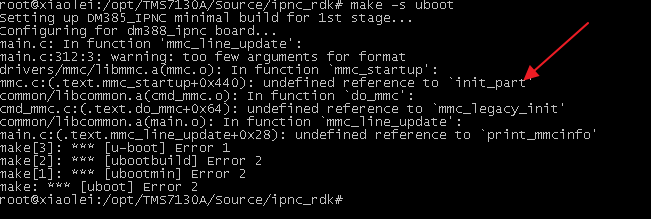 root@xiaolei:/opt/TMS7130A/Source/ipnc_rdk# make -s uboot
Setting up DM385_IPNC minimal build for 1st stage...
Configuring for dm388_ipnc board...
main.c: In function 'mmc_line_update':
main.c:312:3: warning: too few arguments for format
drivers/mmc/libmmc.a(mmc.o): In function `mmc_startup':
mmc.c:(.text.mmc_startup+0x440): undefined reference to `init_part'
common/libcommon.a(cmd_mmc.o): In function `do_mmc':
cmd_mmc.c:(.text.do_mmc+0x64): undefined reference to `mmc_legacy_init'
common/libcommon.a(main.o): In function `mmc_line_update':
main.c:(.text.mmc_line_update+0x28): undefined reference to `print_mmcinfo'
make[3]: *** [u-boot] Error 1
make[2]: *** [ubootbuild] Error 2
make[1]: *** [ubootmin] Error 2
make: *** [uboot] Error 2
root@xiaolei:/opt/TMS7130A/Source/ipnc_rdk#